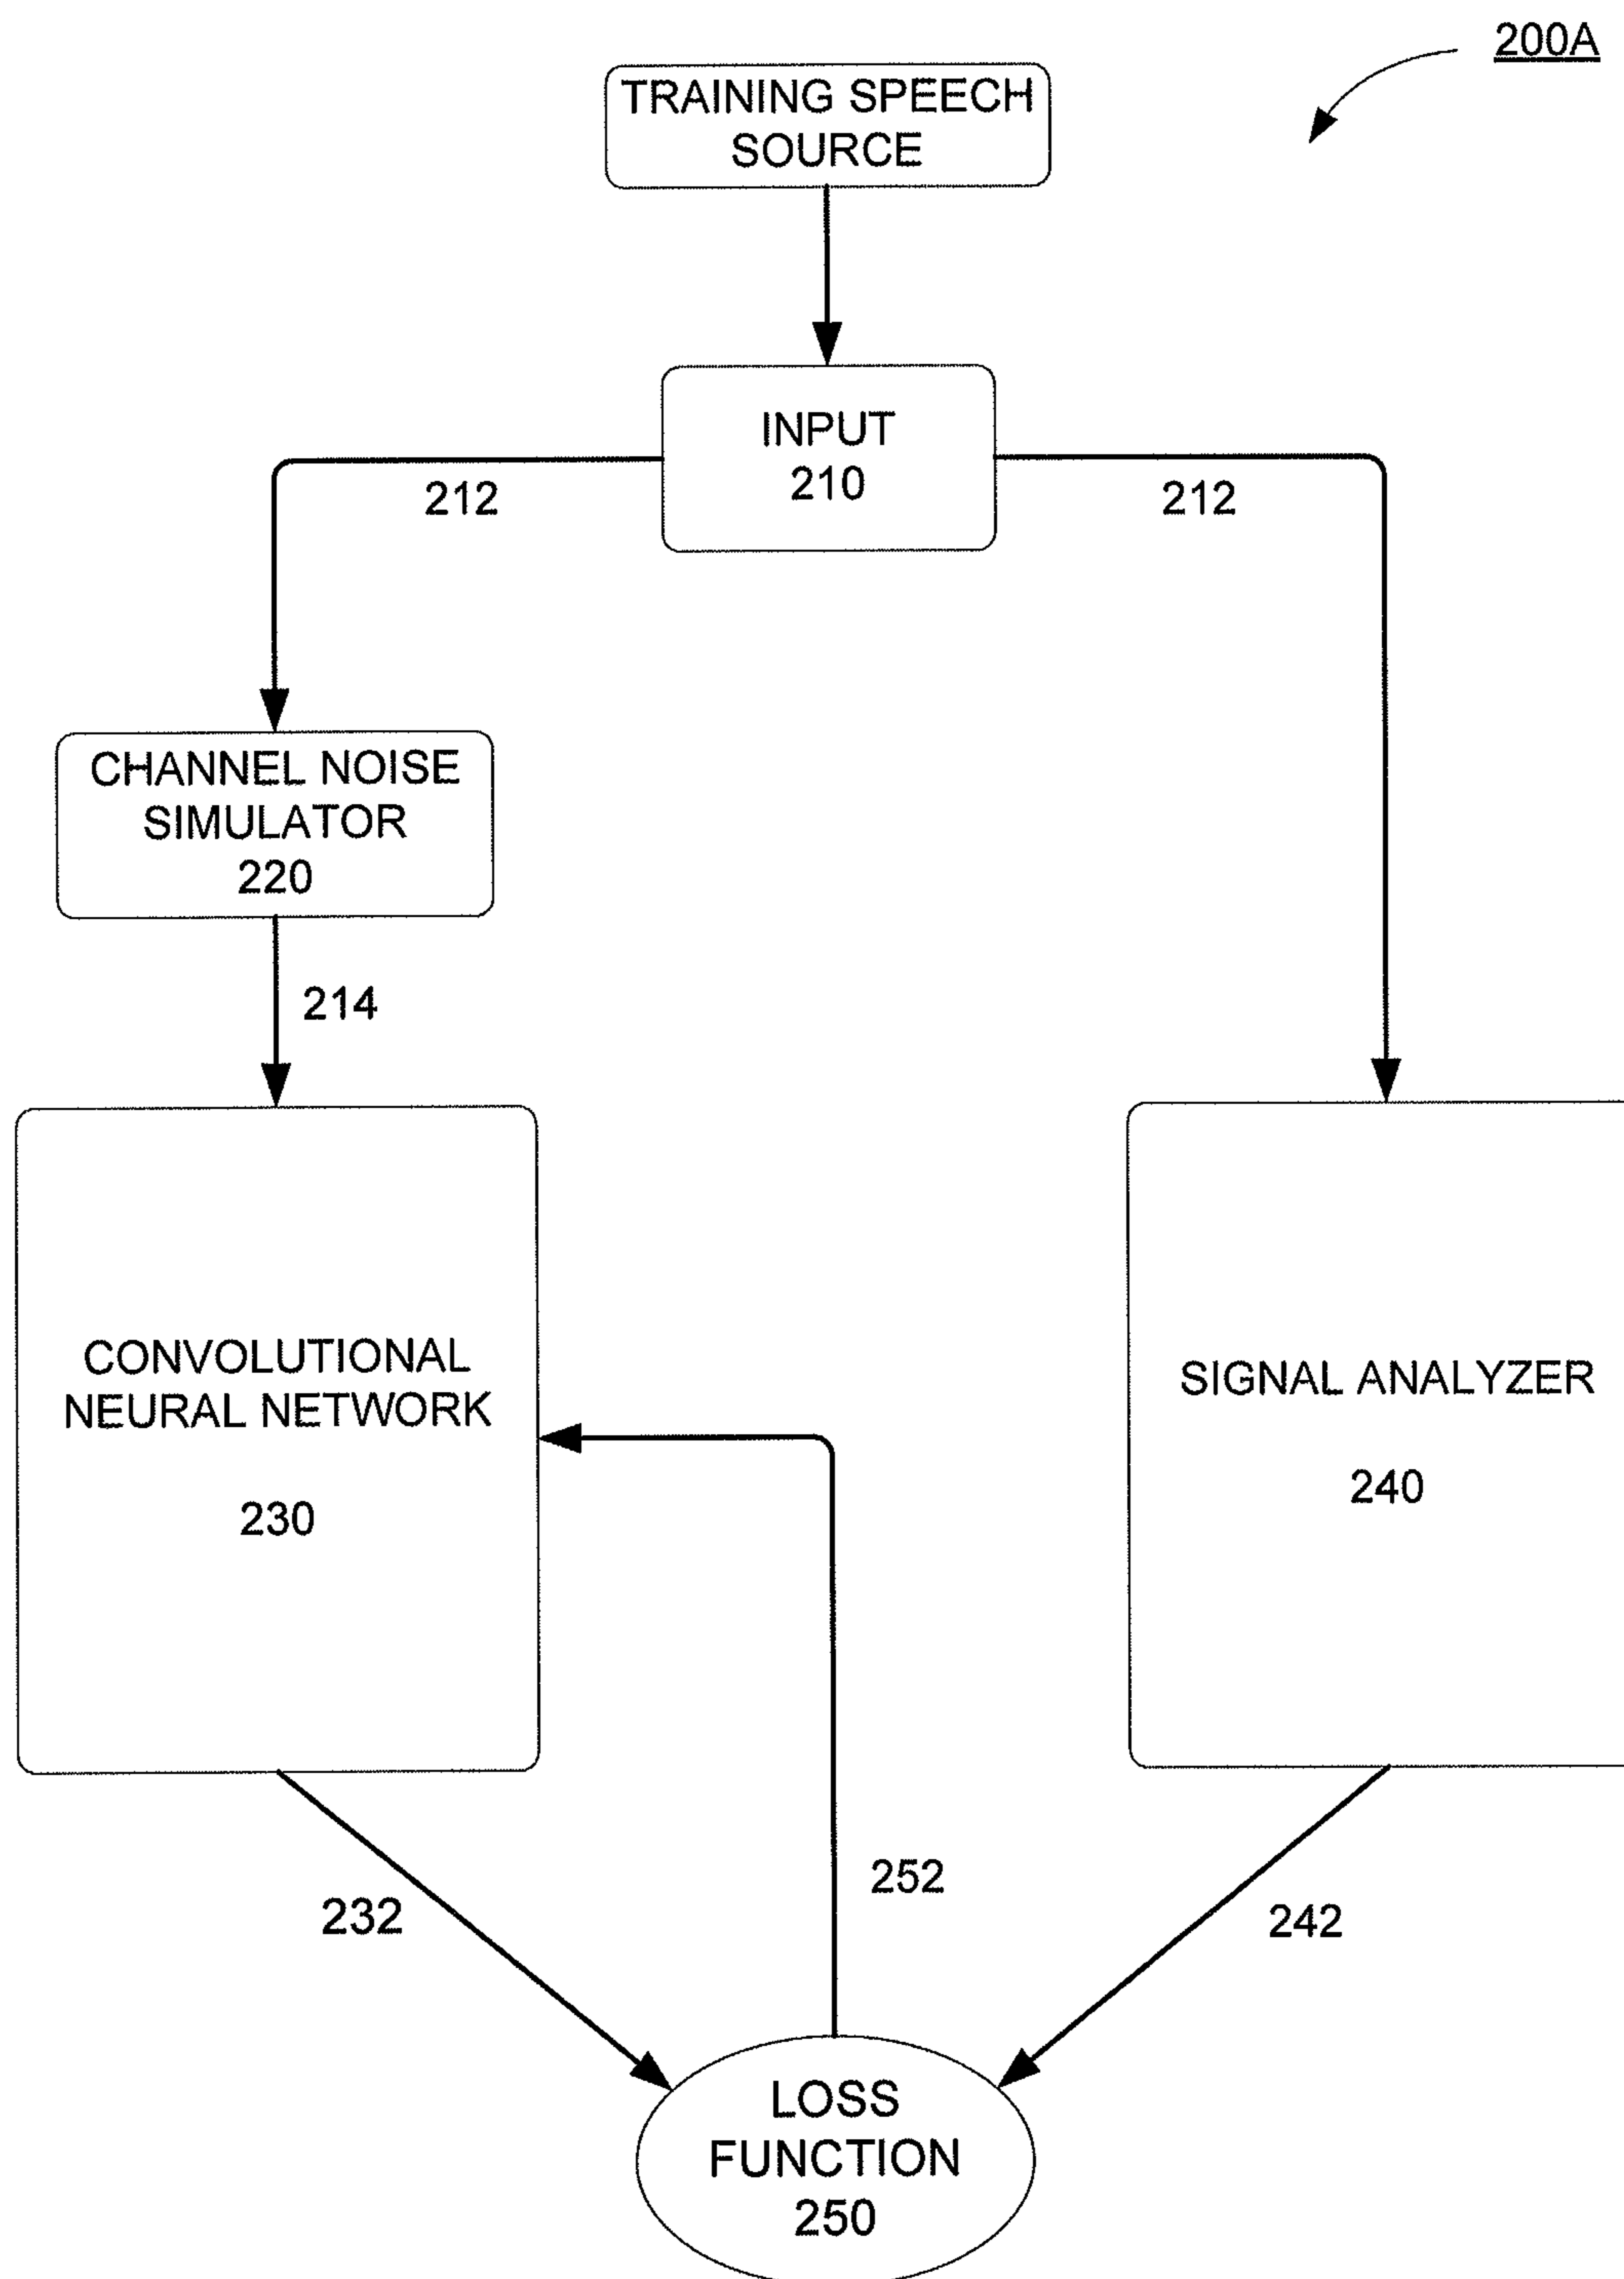 200A
TRAINING SPEECH
SOURCE
INPUT
210
212
212
CHANNEL NOISE
SIMULATOR
220
214
CONVOLUTIONAL
NEURAL NETWORK
230
SIGNAL ANALYZER
240
252
232
242
LOSS
FUNCTION
250